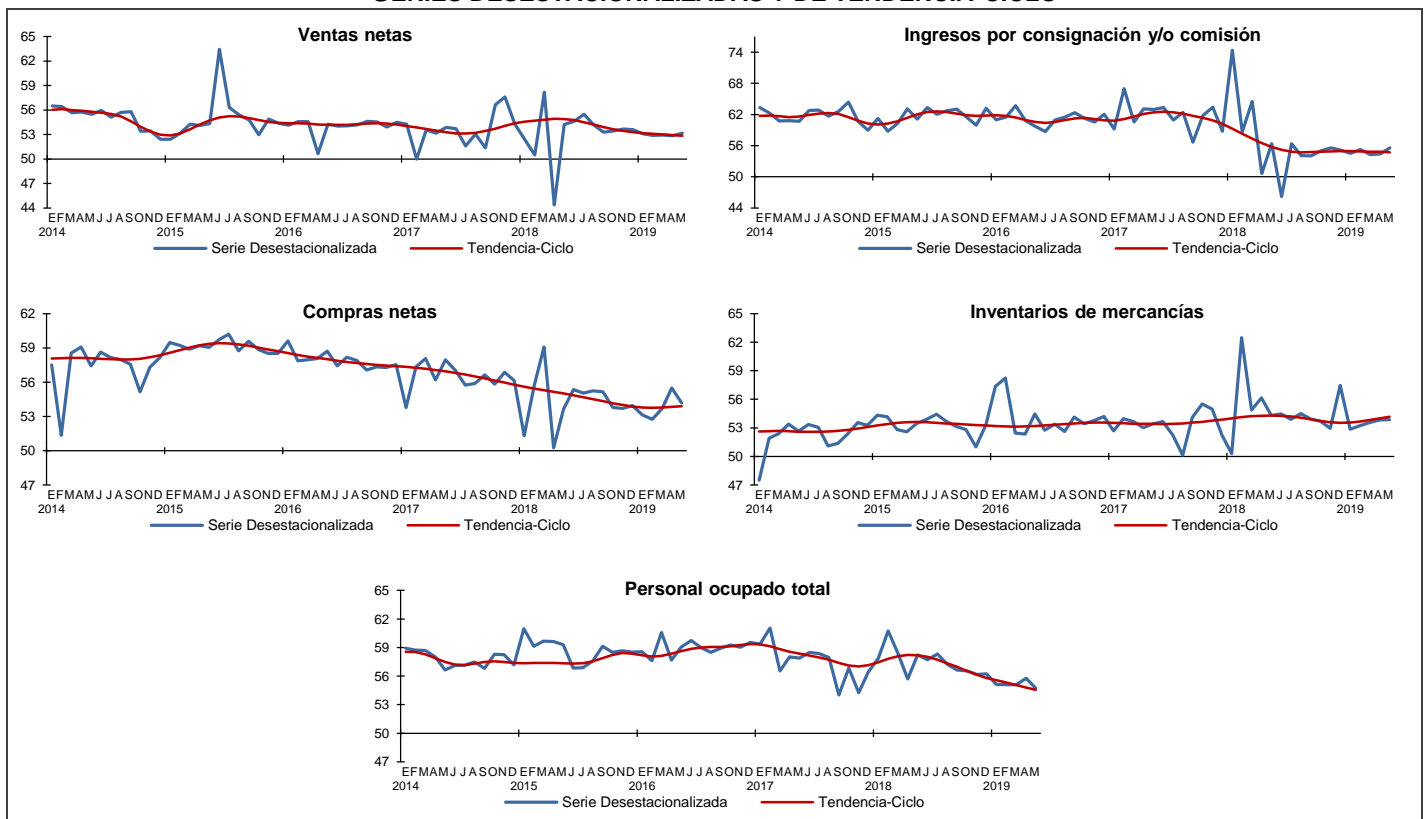 SERIES DESESTACIONALIZADAS Y DE TENDENCIA-CICLO
Ventas netas
65
62
59
56
53
50
47
44
EFMAMJ J ASOND EFMAMJ J ASOND EFMAMJ J ASOND EFMAMJ J ASOND EFMAMJ J ASOND EFMAM
2014 2015 2016 2017 2018 2019
Serie Desestacionalizada Tendencia-Ciclo
Ingresos por consignación y/o comisión
74
68
62
56
50
44
EFMAMJ J ASOND EFMAMJ J ASOND EFMAMJ J ASOND EFMAMJ J ASOND EFMAMJ J ASOND EFMAM
2014 2015 2016 2017 2018 2019
Serie Desestacionalizada Tendencia-Ciclo
Compras netas
62
59
56
53
50
47
EFMAMJ J ASOND EFMAMJ J ASOND EFMAMJ J ASOND EFMAMJ J ASOND EFMAMJ J ASOND EFMAM
2014 2015 2016 2017 2018 2019
Serie Desestacionalizada Tendencia-Ciclo
Inventarios de mercancías
65
62
59
56
53
50
47
EFMAMJ J ASOND EFMAMJ J ASOND EFMAMJ J ASOND EFMAMJ J ASOND EFMAMJ J ASOND EFMAM
2014 2015 2016 2017 2018 2019
Serie Desestacionalizada Tendencia-Ciclo
Personal ocupado total
65
62
59
56
53
50
47
EFMAMJ J ASOND EFMAMJ J ASOND EFMAMJ J ASOND EFMAMJ J ASOND EFMAMJ J ASOND EFMAM
2014 2015 2016 2017 2018 2019
Serie Desestacionalizada Tendencia-Ciclo